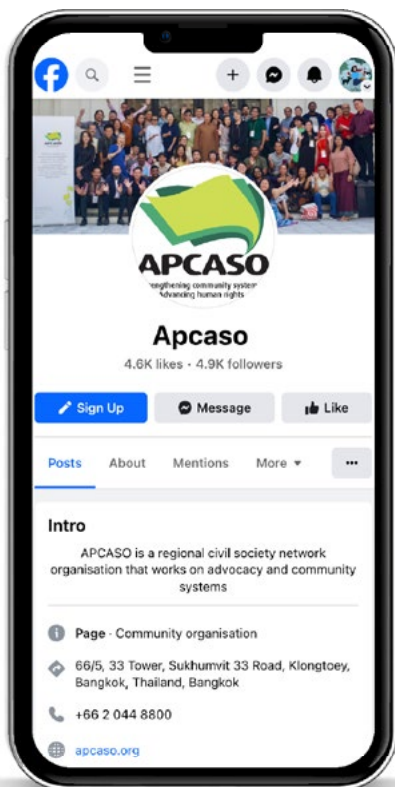 APCASO
engthening community system
Advancing human rights
Apcaso
4.6K likes · 4.9K followers
Sign Up
Message
Like
Posts
About
Mentions
More
Intro
APCASO is a regional civil society network
organisation that works on advocacy and community
systems
Page · Community organisation
66/5, 33 Tower, Sukhumvit 33 Road, Klongtoey,
Bangkok, Thailand, Bangkok
+66 2 044 8800
apcaso.org